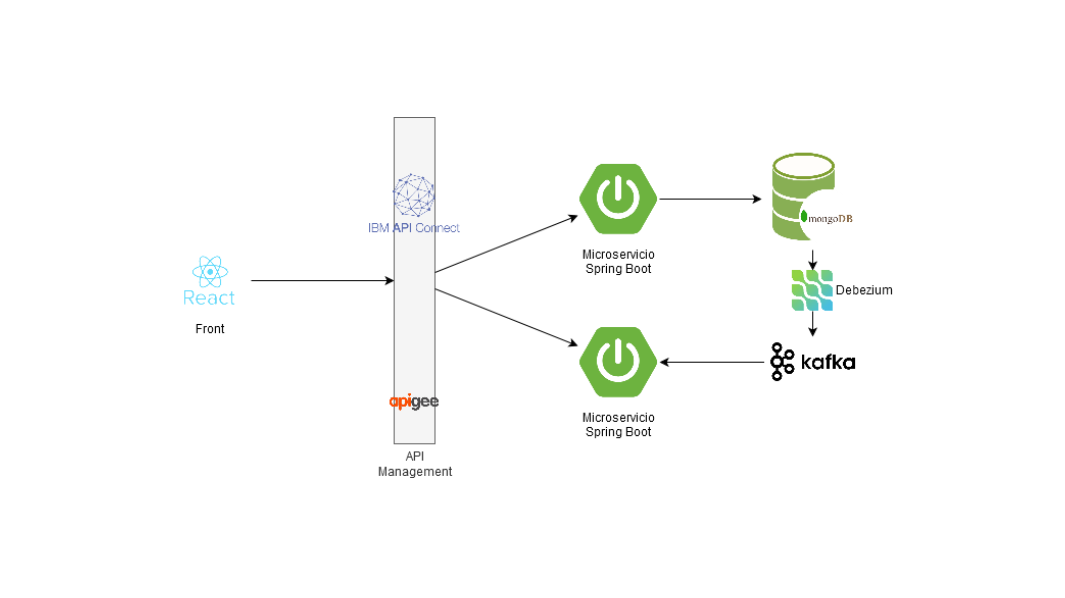 IBM API Connect
React
Front
apigee
API
Management
Microservicio
Spring Boot
Microservicio
Spring Boot
mongoDB
Debezium
kafka